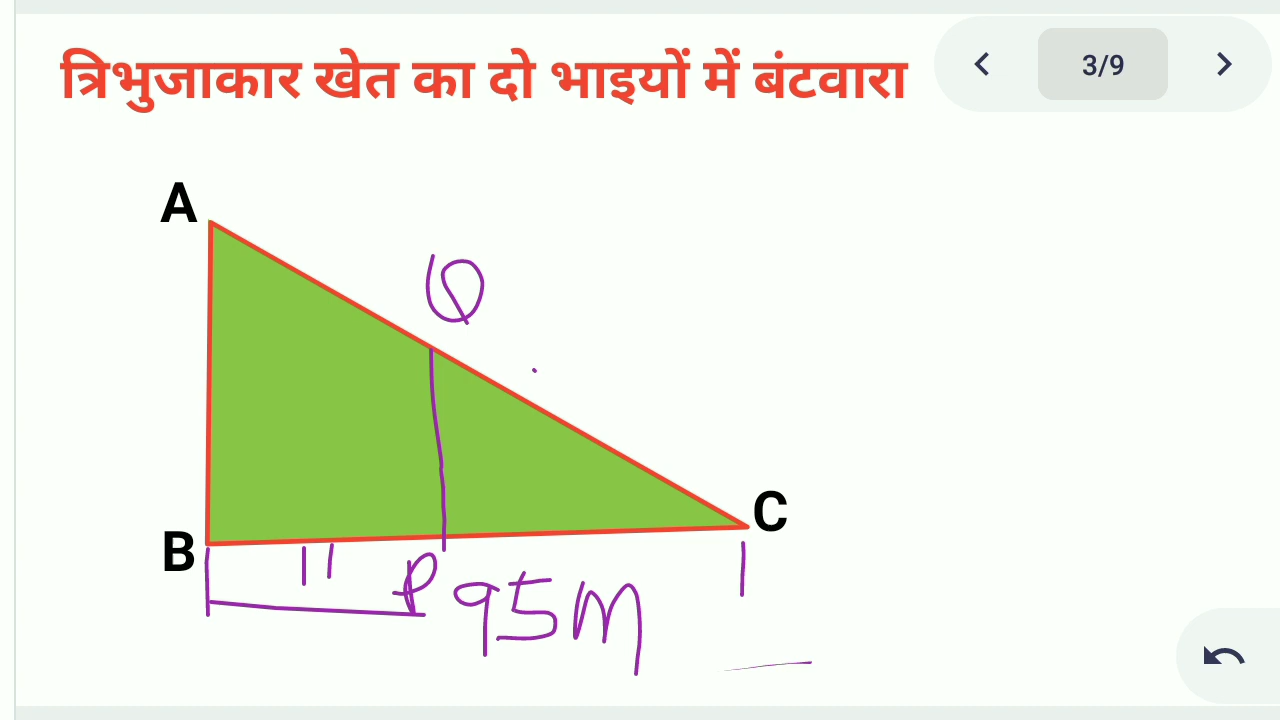 त्रिभुजाकार खेत का दो भाइयों में बंटवारा
3/9
A
Q
B
C
P
95M